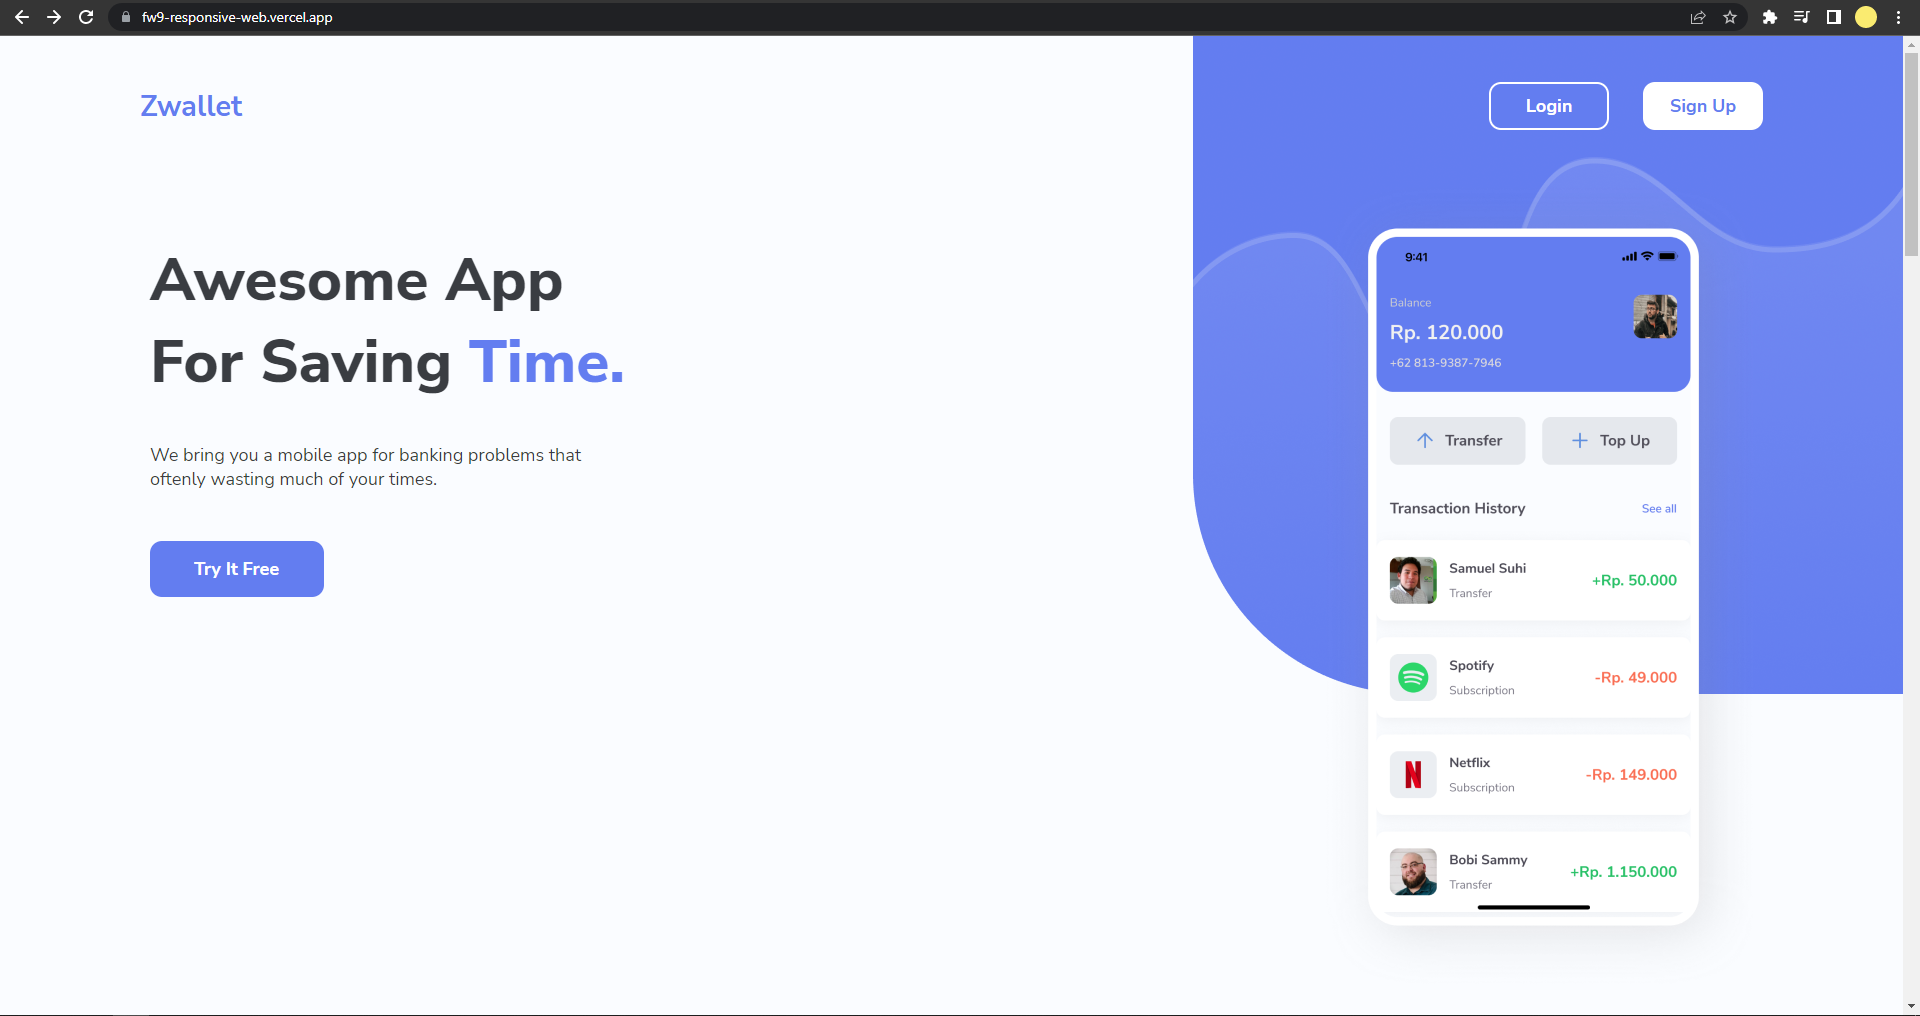 fw9-responsive-web.vercel.app
Zwallet
Login
Sign Up
Awesome App
For Saving Time.
We bring you a mobile app for banking problems that
oftenly wasting much of your times.
Try It Free
9:41
Balance
Rp. 120.000
+62 813-9387-7946
Transfer
Top Up
Transaction History
See all
Samuel Suhi
Transfer
+Rp. 50.000
Spotify
Subscription
-Rp. 49.000
Netflix
Subscription
-Rp. 149.000
Bobi Sammy
Transfer
+Rp. 1.150.000